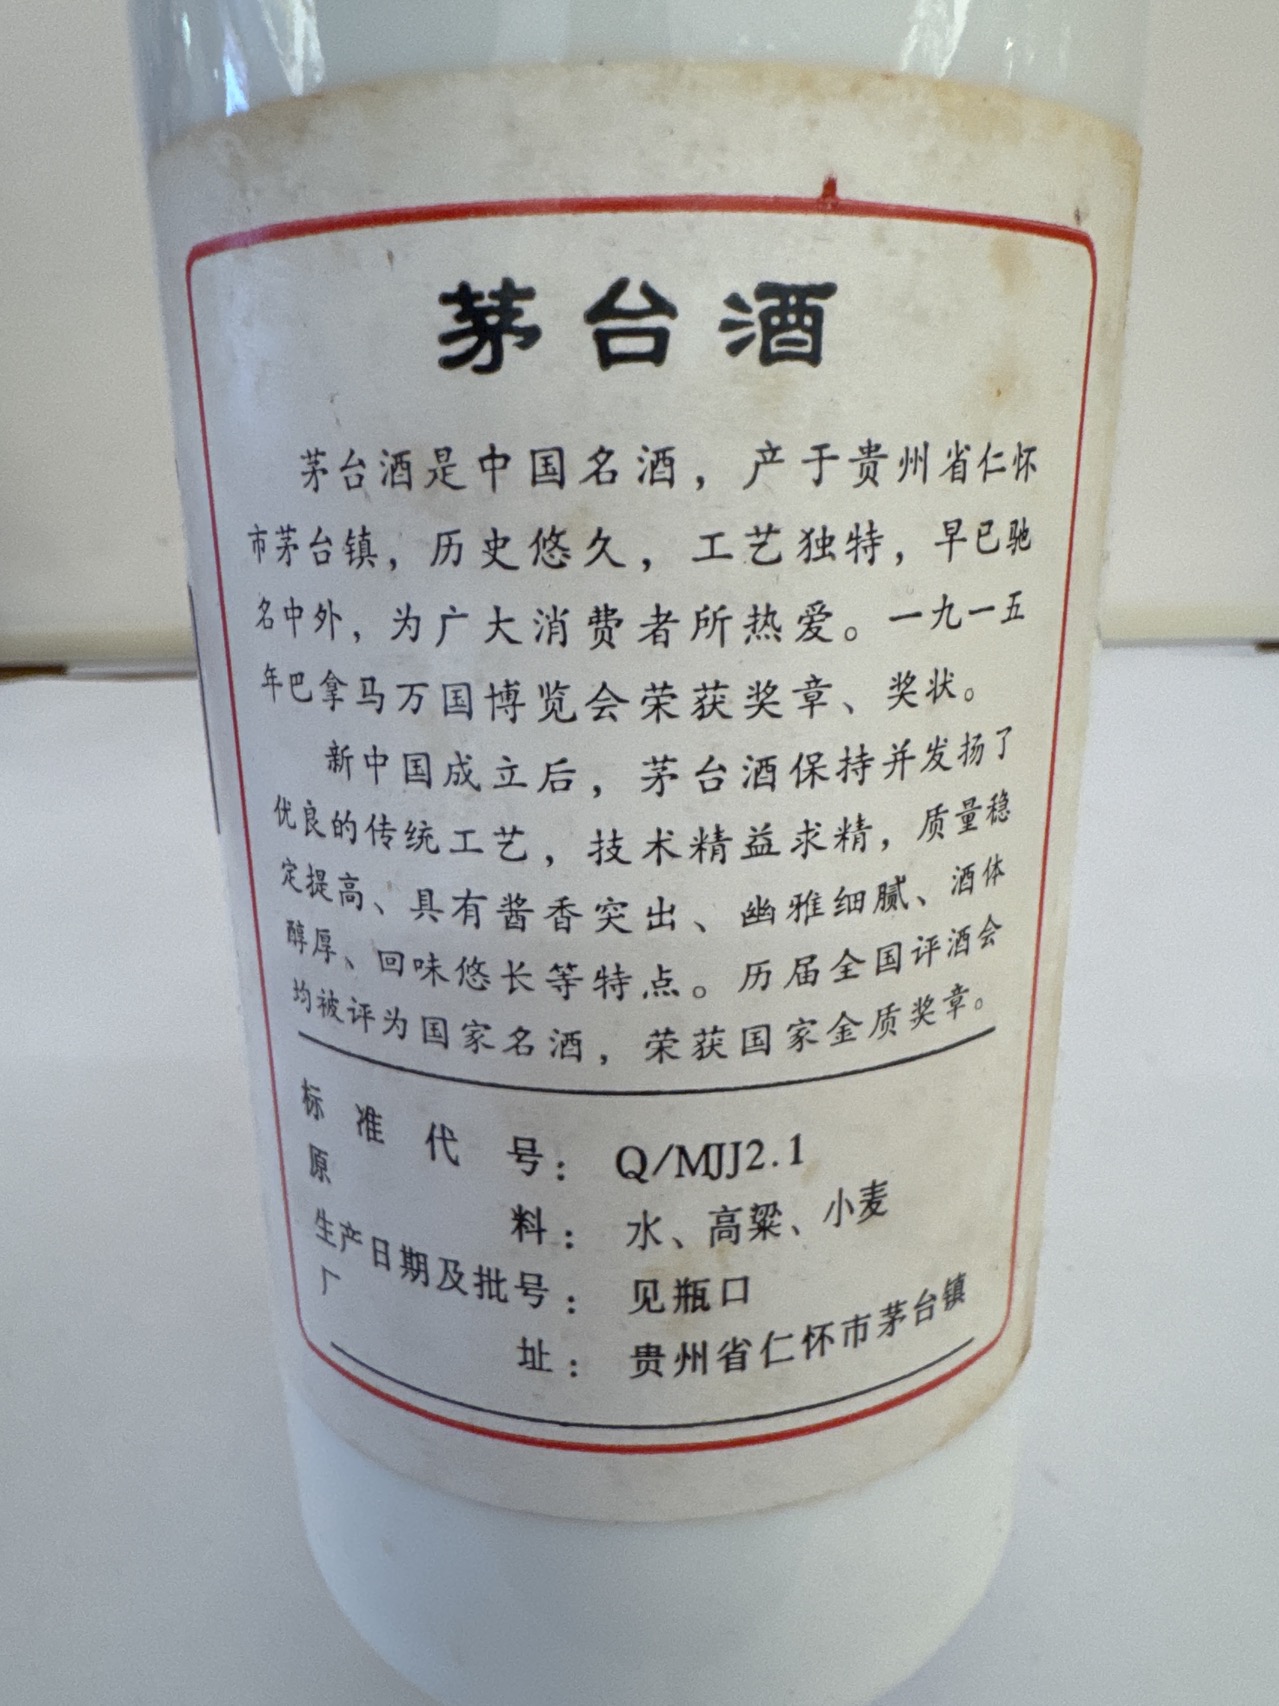 茅台酒
茅台酒是中国名酒，产于贵州省仁怀
市茅台镇，历史悠久，工艺独特，早已驰
名中外，为广大消费者所热爱。一九一五
年巴拿马万国博览会荣获奖章、奖状。
新中国成立后，茅台酒保持并发扬了
优良的传统工艺，技术精益求精，质量稳
定提高、具有酱香突出、幽雅细腻、酒体
醇厚、回味悠长等特点。历届全国评酒会
均被评为国家名酒，荣获国家金质奖章。
标准代号：Q/MJJ2.1
原料：水、高粱、小麦
生产日期及批号：见瓶口
厂址：贵州省仁怀市茅台镇